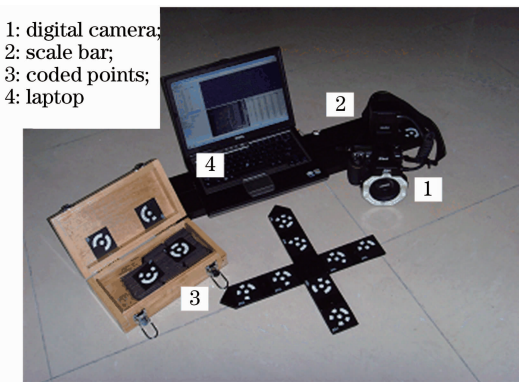 1: digital camera;
2: scale bar;
3: coded points;
4: laptop
2
4
1
3